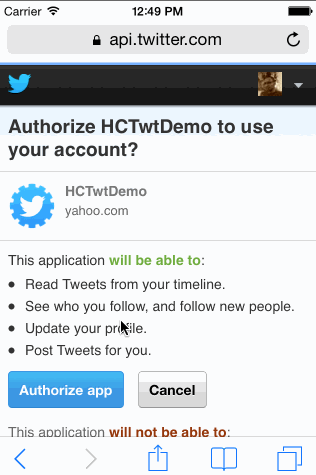 Carrier 12:49 PM
api.twitter.com
Authorize HCTwtDemo to use
your account?
HCTwtDemo
yahoo.com
This application will be able to:
Read Tweets from your timeline.
See who you follow, and follow new people.
Update your profile.
Post Tweets for you.
Authorize app Cancel
This application will not be able to: